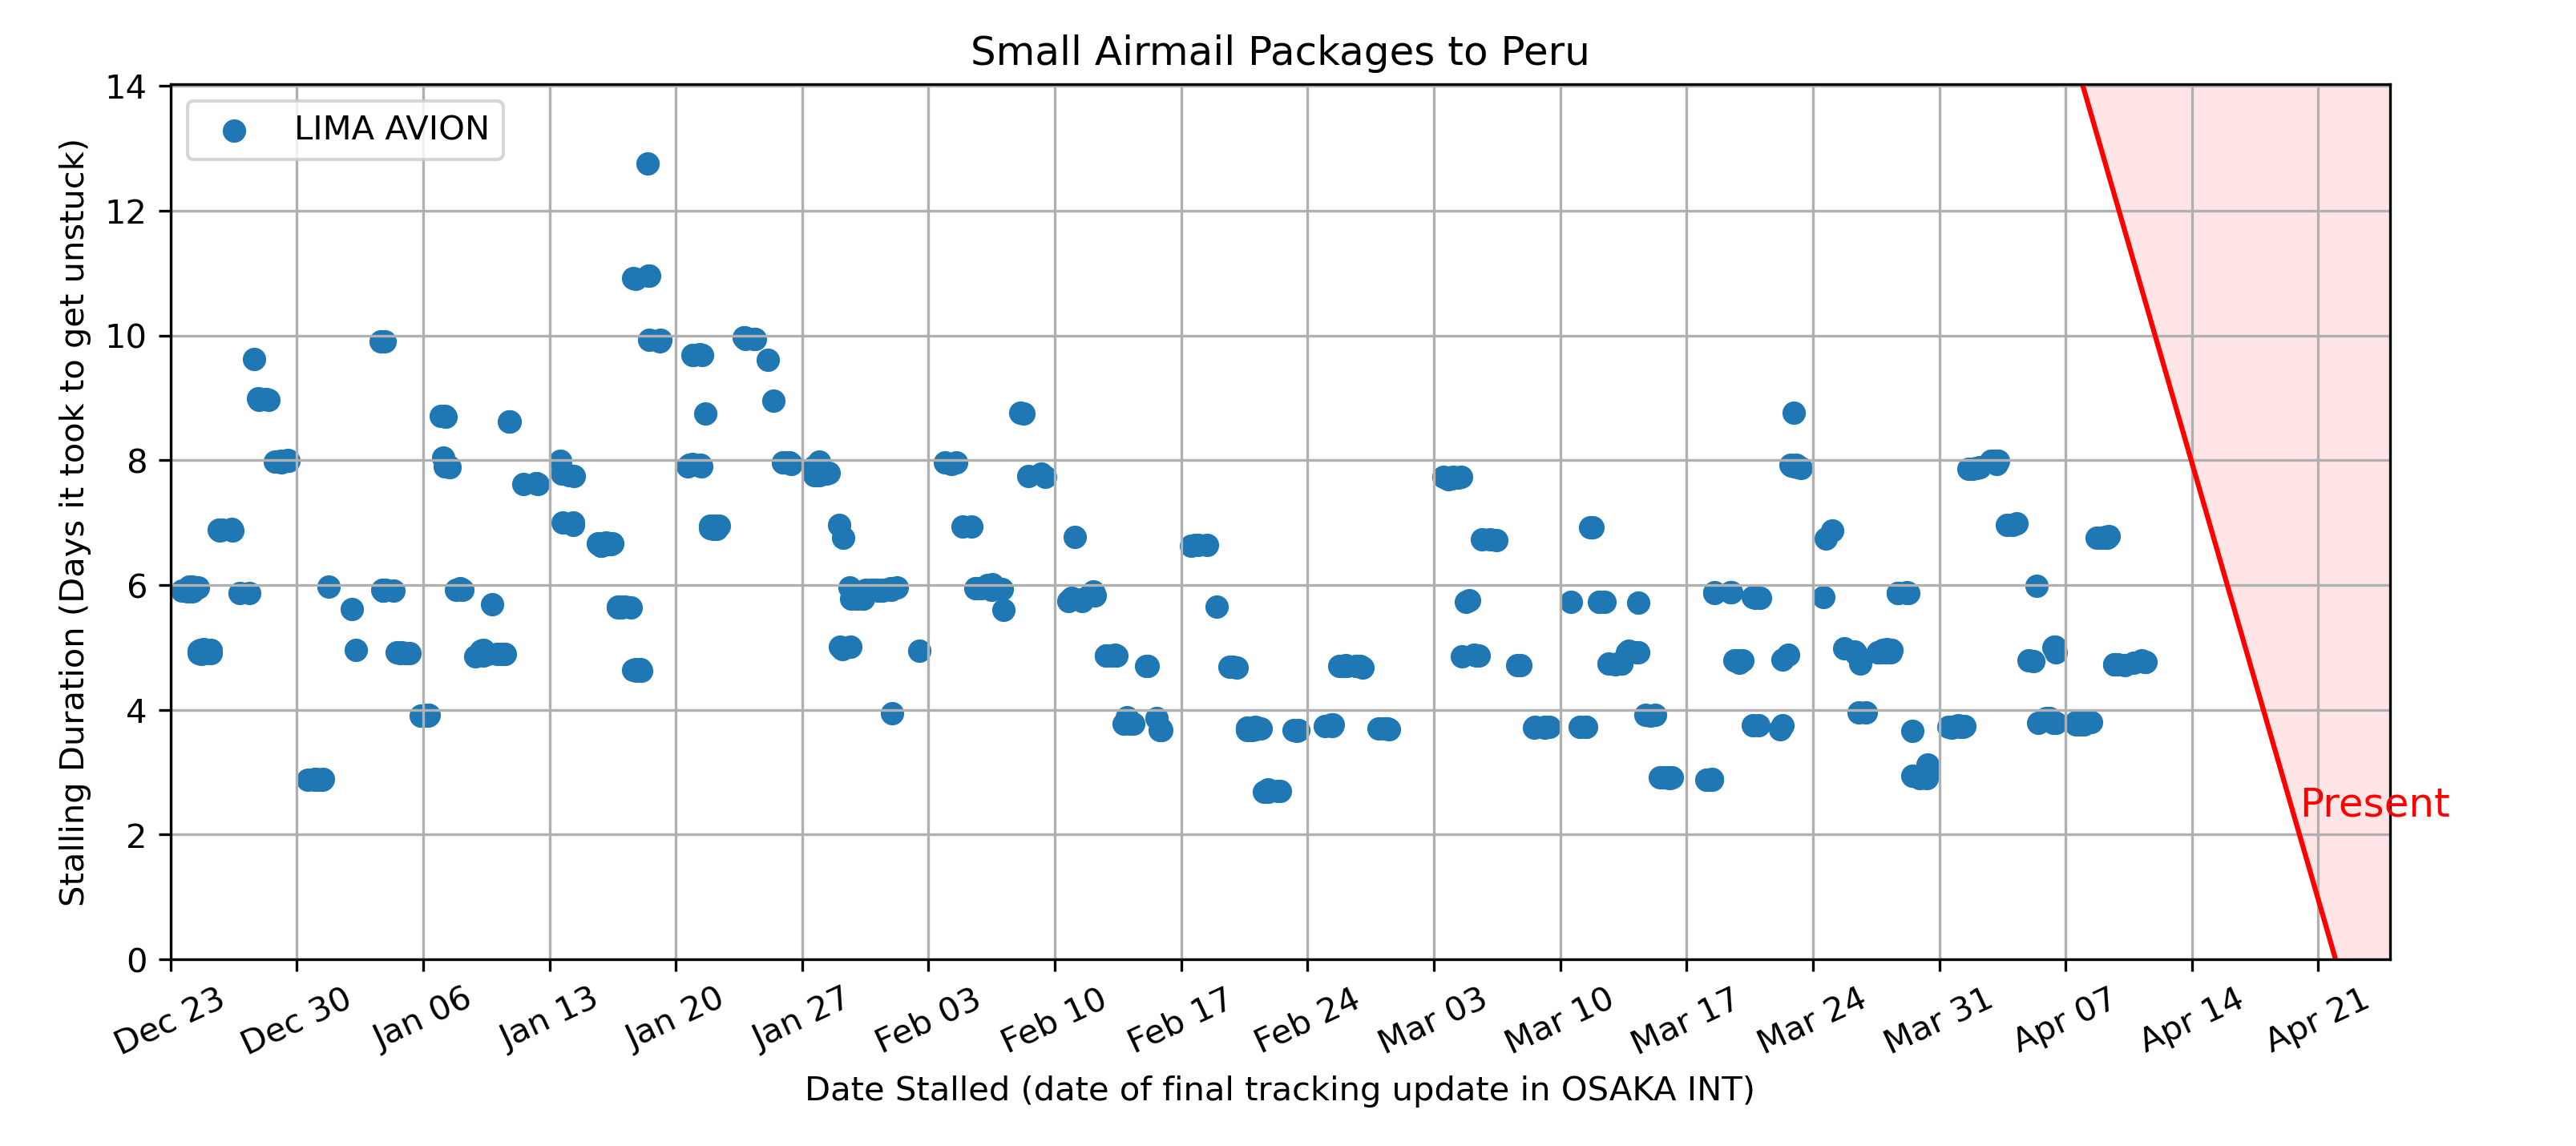 Small Airmail Packages to Peru
LIMA AVION
Stalling Duration (Days it took to get unstuck)
14
12
10
8
6
4
2
0
Present
Dec 23
Dec 30
Jan 06
Jan 13
Jan 20
Jan 27
Feb 03
Feb 10
Feb 17
Feb 24
Mar 03
Mar 10
Mar 17
Mar 24
Mar 31
Apr 07
Apr 14
Apr 21
Date Stalled (date of final tracking update in OSAKA INT)